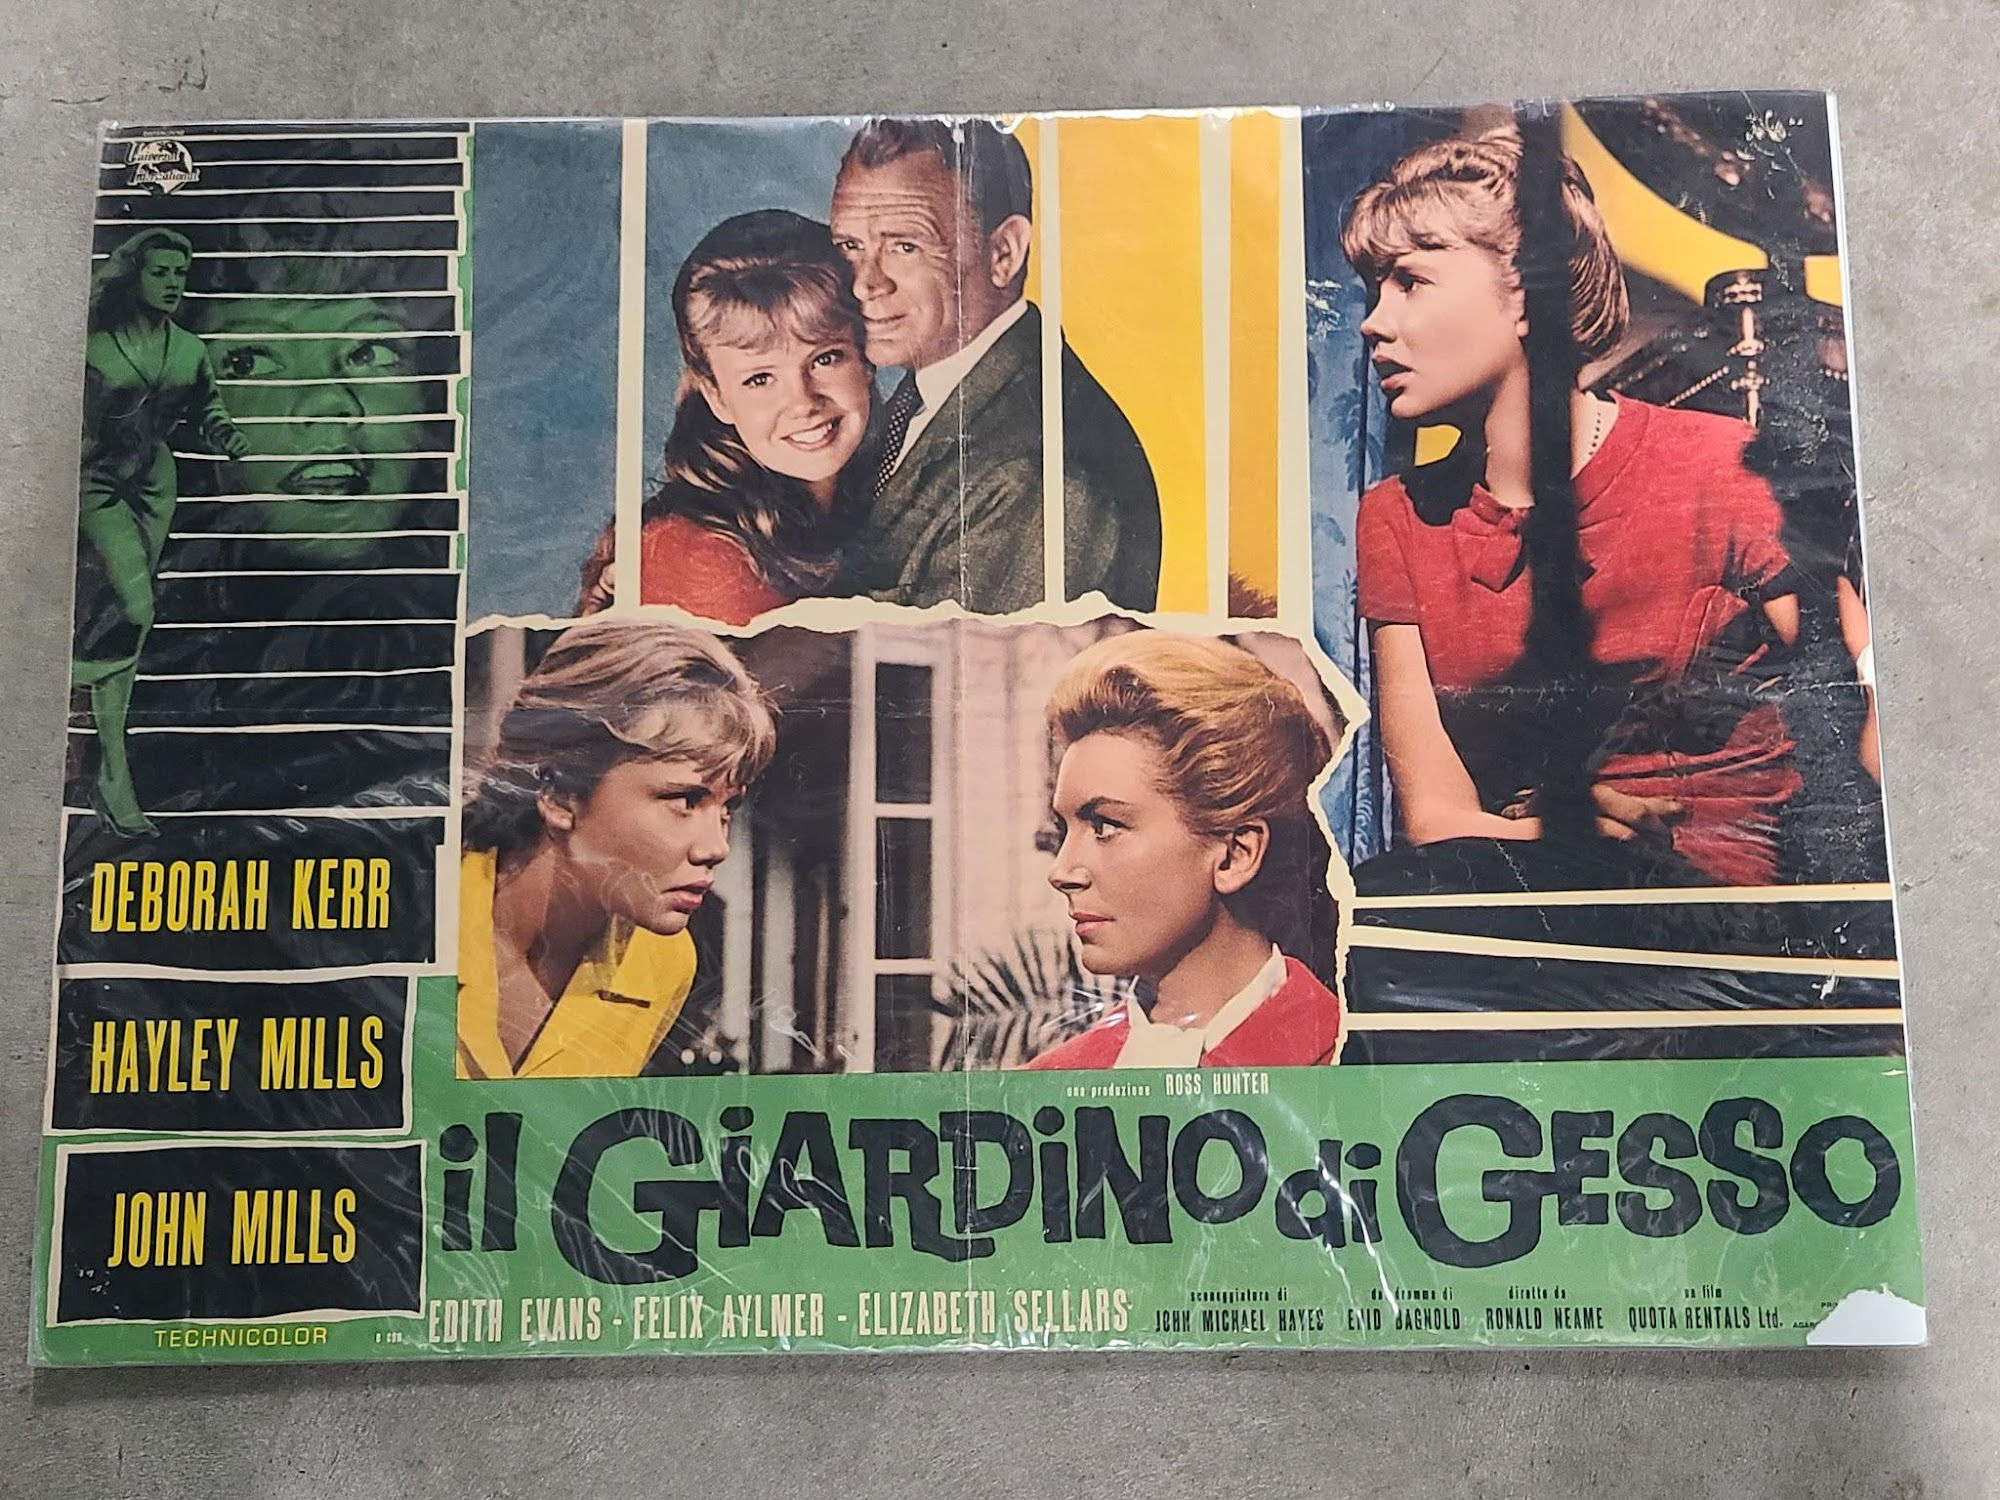 Universal
International
DEBORAH KERR
HAYLEY MILLS
JOHN MILLS
TECHNICOLOR
una produzione ROSS HUNTER
il GiARDiNO di GESSO
e con EDITH EVANS - FELIX AYLMER - ELIZABETH SELLARS
sceneggiatura di
JOHN MICHAEL HAYES
dal dramma di
ENID BAGNOLD
diretto da
RONALD NEAME
un film
QUOTA RENTALS Ltd.